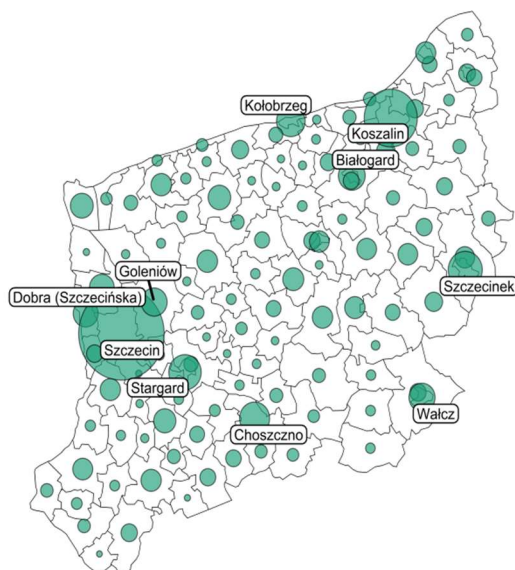 Kołobrzeg
Koszalin
Białogard
Goleniów
Dobra (Szczecińska)
Szczecinek
Szczecin
Stargard
Wałcz
Choszczno